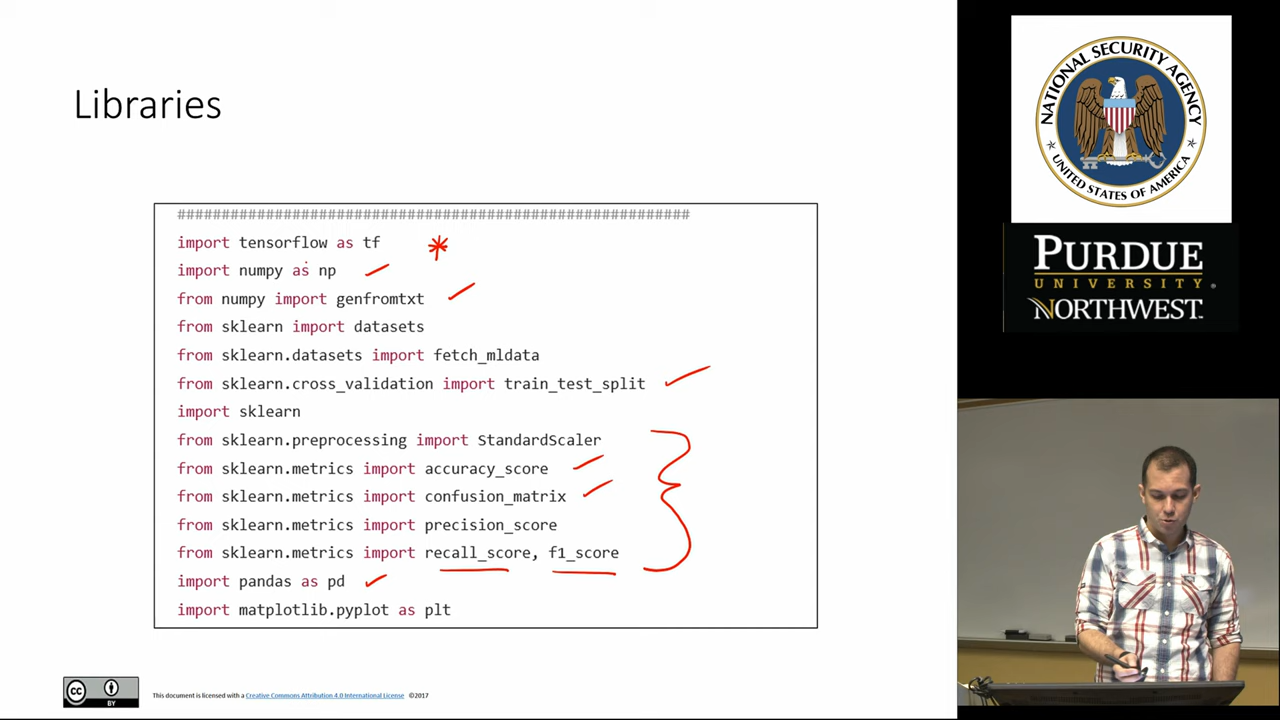 Libraries
##########################################################
import tensorflow as tf *
import numpy as np
from numpy import genfromtxt
from sklearn import datasets
from sklearn.datasets import fetch_mldata
from sklearn.cross_validation import train_test_split
import sklearn
from sklearn.preprocessing import StandardScaler
from sklearn.metrics import accuracy_score
from sklearn.metrics import confusion_matrix
from sklearn.metrics import precision_score
from sklearn.metrics import recall_score, f1_score
import pandas as pd
import matplotlib.pyplot as plt
cc BY
This document is licensed with a Creative Commons Attribution 4.0 International License ©2017
NATIONAL SECURITY AGENCY
UNITED STATES OF AMERICA
PURDUE
UNIVERSITY
NORTHWEST